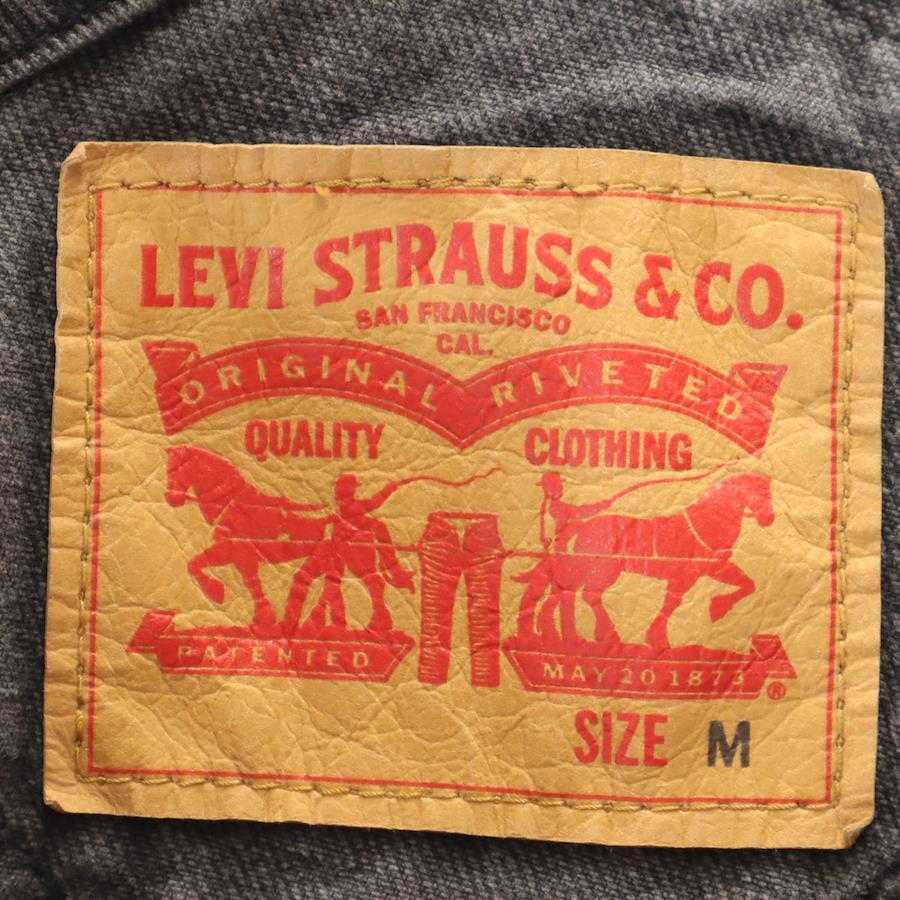 LEVI STRAUSS & CO.
SAN FRANCISCO
CAL.
ORIGINAL RIVETED
QUALITY CLOTHING
PATENTED MAY 20 1873 ®
SIZE M